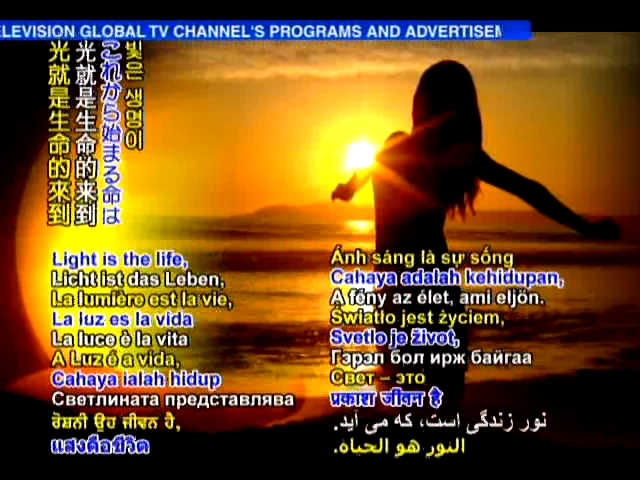 ELEVISION GLOBAL TV CHANNEL'S PROGRAMS AND ADVERTISEM
빛은 생명이
これから始まる命は
光就是生命的来到
光就是生命的來到
Light is the life,
Licht ist das Leben,
La lumière est la vie,
La luz es la vida
La luce è la vita
A Luz é a vida,
Cahaya ialah hidup
Светлината представлява
ਰੋਸ਼ਨੀ ਉਹ ਜੀਵਨ ਹੈ,
แสงคือชีวิต
Ánh sáng là sự sống
Cahaya adalah kehidupan,
A fény az élet, ami eljön.
Światło jest życiem,
Svetlo je život,
Гэрэл бол ирж байгаа
Свет – это
प्रकाश जीवन है
نور زندگی است، که می آید.
النور هو الحياة.